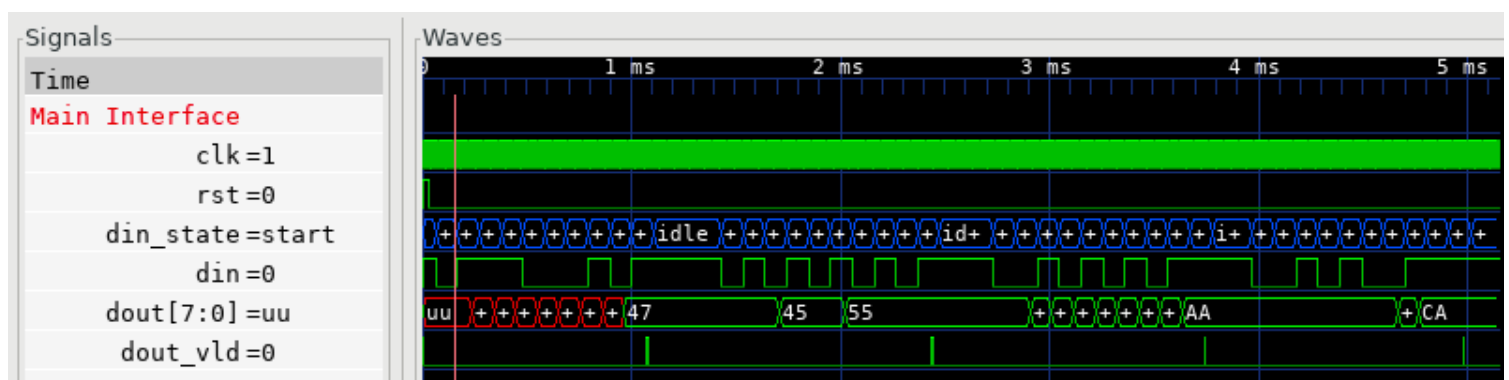 Signals
Waves
Time
0 1 ms 2 ms 3 ms 4 ms 5 ms
Main Interface
clk =1
rst =0
din_state =start + + + + + + + + + + idle + + + + + + + + + + id+ + + + + + + + + + + i+ + + + + + + + + + + +
din =0
dout[7:0] =uu uu + + + + + + + 47 45 55 + + + + + + + AA + CA
dout_vld =0